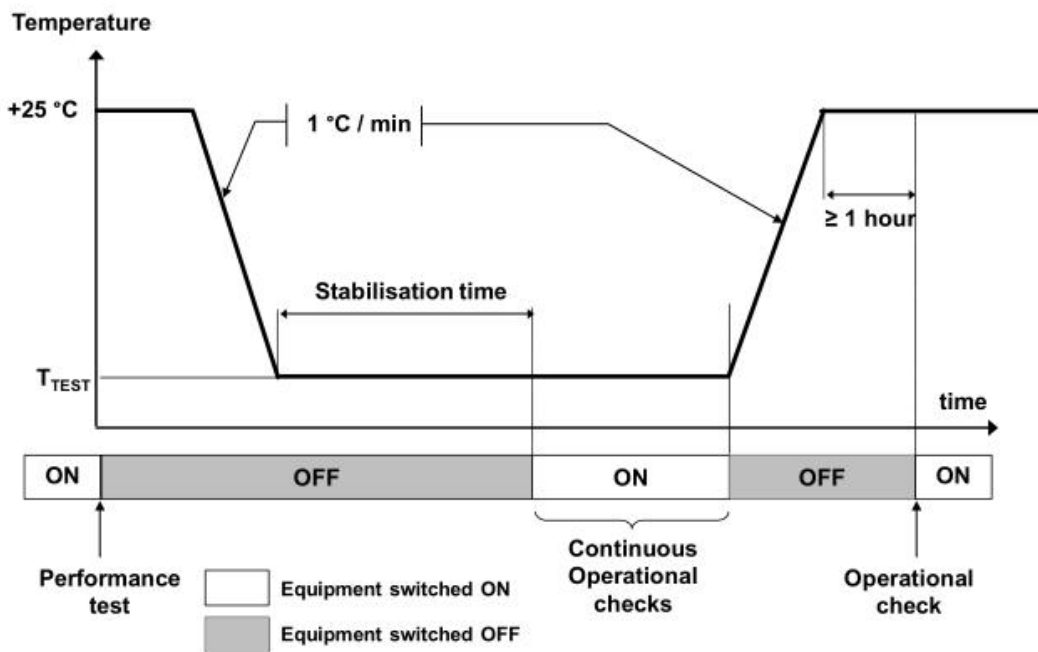 Temperature
+25 °C
1 °C / min
≥ 1 hour
Stabilisation time
T_TEST
time
ON
OFF
ON
OFF
ON
Performance
test
Continuous
Operational
checks
Operational
check
Equipment switched ON
Equipment switched OFF